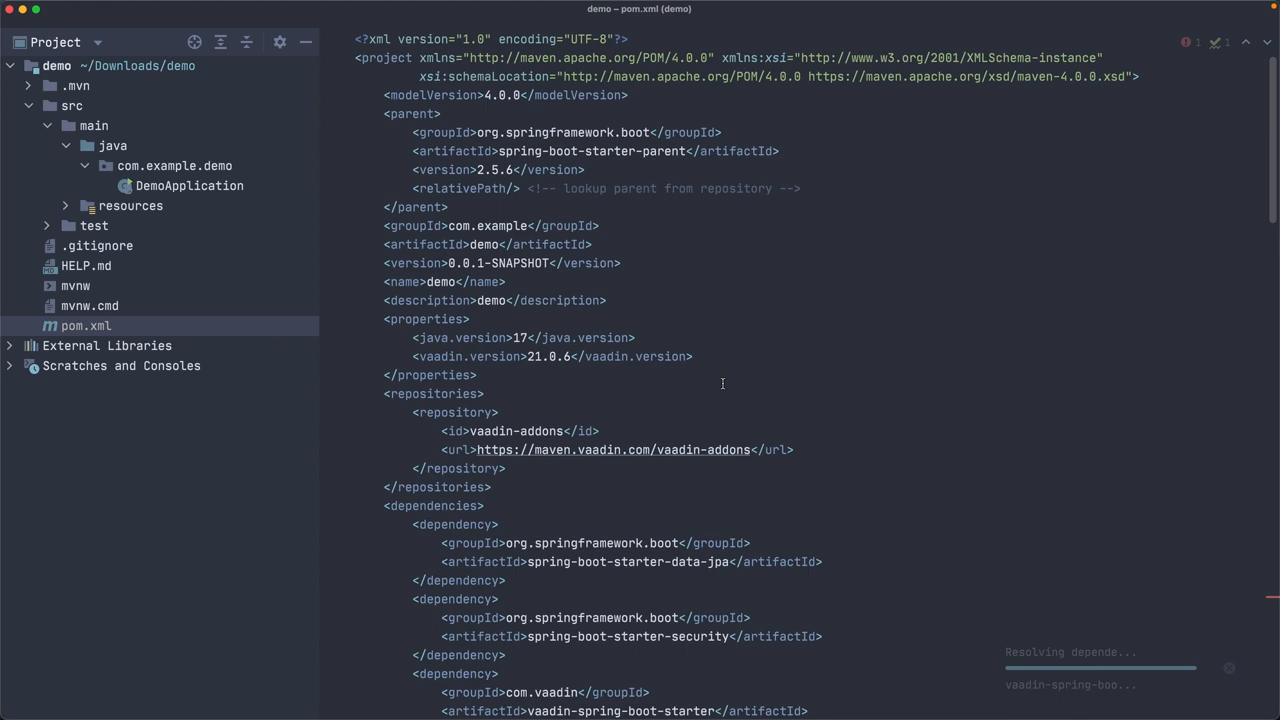 demo – pom.xml (demo)
Project
demo ~/Downloads/demo
.mvn
src
main
java
com.example.demo
DemoApplication
resources
test
.gitignore
HELP.md
mvnw
mvnw.cmd
pom.xml
External Libraries
Scratches and Consoles
<?xml version="1.0" encoding="UTF-8"?>
<project xmlns="http://maven.apache.org/POM/4.0.0" xmlns:xsi="http://www.w3.org/2001/XMLSchema-instance"
xsi:schemaLocation="http://maven.apache.org/POM/4.0.0 https://maven.apache.org/xsd/maven-4.0.0.xsd">
<modelVersion>4.0.0</modelVersion>
<parent>
<groupId>org.springframework.boot</groupId>
<artifactId>spring-boot-starter-parent</artifactId>
<version>2.5.6</version>
<relativePath/> <!-- lookup parent from repository -->
</parent>
<groupId>com.example</groupId>
<artifactId>demo</artifactId>
<version>0.0.1-SNAPSHOT</version>
<name>demo</name>
<description>demo</description>
<properties>
<java.version>17</java.version>
<vaadin.version>21.0.6</vaadin.version>
</properties>
<repositories>
<repository>
<id>vaadin-addons</id>
<url>https://maven.vaadin.com/vaadin-addons</url>
</repository>
</repositories>
<dependencies>
<dependency>
<groupId>org.springframework.boot</groupId>
<artifactId>spring-boot-starter-data-jpa</artifactId>
</dependency>
<dependency>
<groupId>org.springframework.boot</groupId>
<artifactId>spring-boot-starter-security</artifactId>
</dependency>
<dependency>
<groupId>com.vaadin</groupId>
<artifactId>vaadin-spring-boot-starter</artifactId>
1 1
Resolving depende...
vaadin-spring-boo...